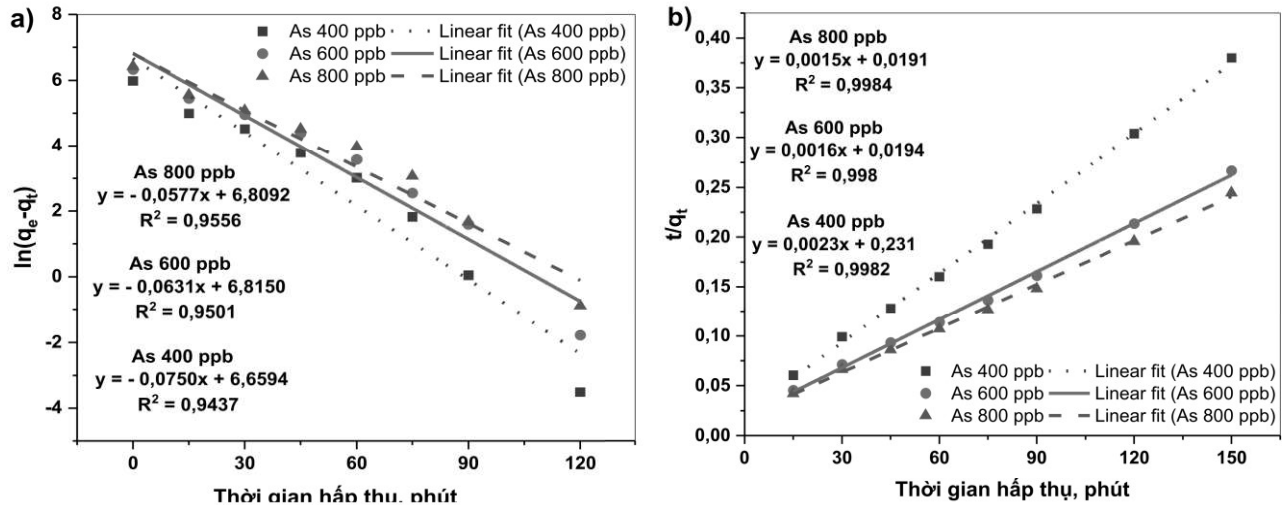 a)
As 400 ppb Linear fit (As 400 ppb)
As 600 ppb Linear fit (As 600 ppb)
As 800 ppb Linear fit (As 800 ppb)
As 800 ppb
y = - 0,0577x + 6,8092
R² = 0,9556
As 600 ppb
y = - 0,0631x + 6,8150
R² = 0,9501
As 400 ppb
y = - 0,0750x + 6,6594
R² = 0,9437
ln(qₑ-qₜ)
8
6
4
2
0
-2
-4
0 30 60 90 120
Thời gian hấp thụ, phút
b)
As 800 ppb
y = 0,0015x + 0,0191
R² = 0,9984
As 600 ppb
y = 0,0016x + 0,0194
R² = 0,998
As 400 ppb
y = 0,0023x + 0,231
R² = 0,9982
As 400 ppb Linear fit (As 400 ppb)
As 600 ppb Linear fit (As 600 ppb)
As 800 ppb Linear fit (As 800 ppb)
t/qₜ
0,40
0,35
0,30
0,25
0,20
0,15
0,10
0,05
0,00
0 30 60 90 120 150
Thời gian hấp thụ, phút